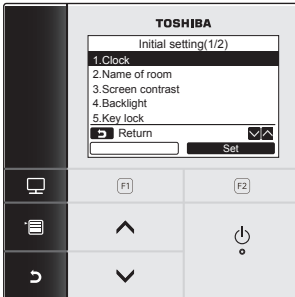 TOSHIBA
Initial setting(1/2)
1.Clock
2.Name of room
3.Screen contrast
4.Backlight
5.Key lock
Return
Set
F1 F2